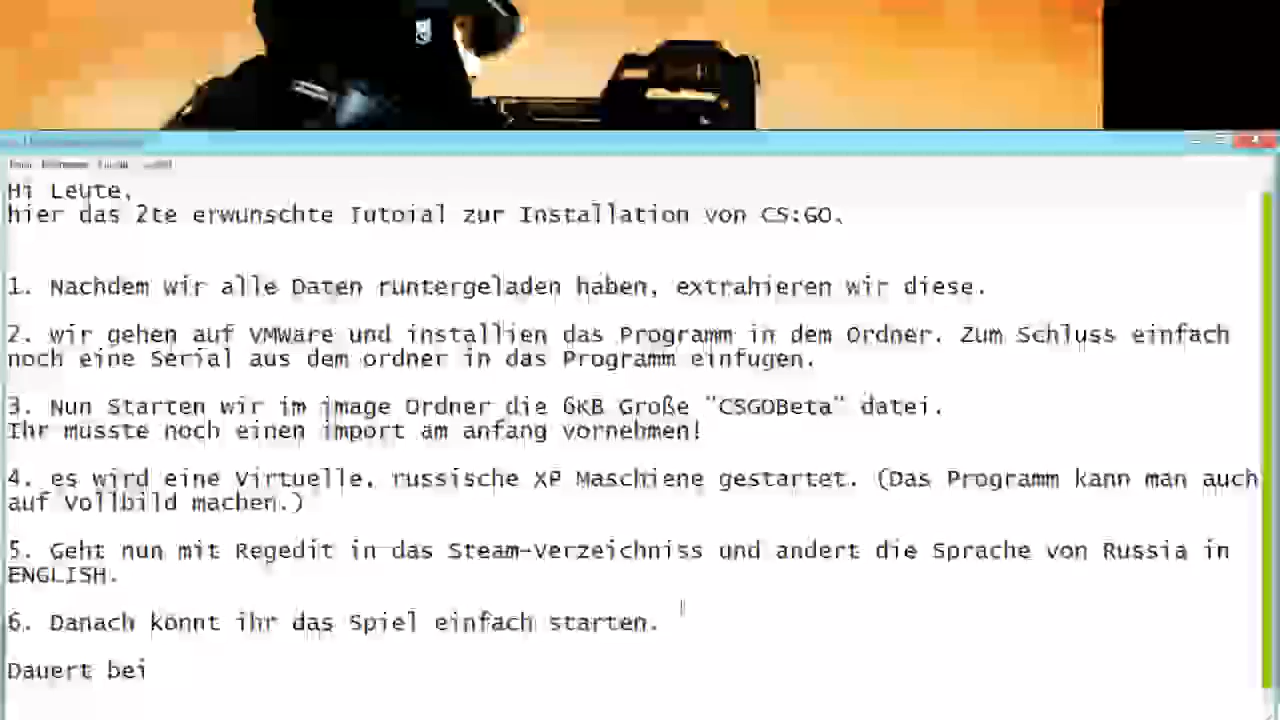 Hi Leute,
hier das 2te erwunschte Tutoial zur Installation von CS:GO.
1. Nachdem wir alle Daten runtergeladen haben, extrahieren wir diese.
2. wir gehen auf VMWare und installien das Programm in dem Ordner. Zum Schluss einfach
noch eine Serial aus dem ordner in das Programm einfugen.
3. Nun Starten wir im image Ordner die 6KB Große "CSGOBeta" datei.
Ihr musste noch einen import am anfang vornehmen!
4. es wird eine Virtuelle, russische XP Maschiene gestartet. (Das Programm kann man auch
auf Vollbild machen.)
5. Geht nun mit Regedit in das Steam-Verzeichniss und andert die Sprache von Russia in
ENGLISH.
6. Danach könnt ihr das Spiel einfach starten.
Dauert bei